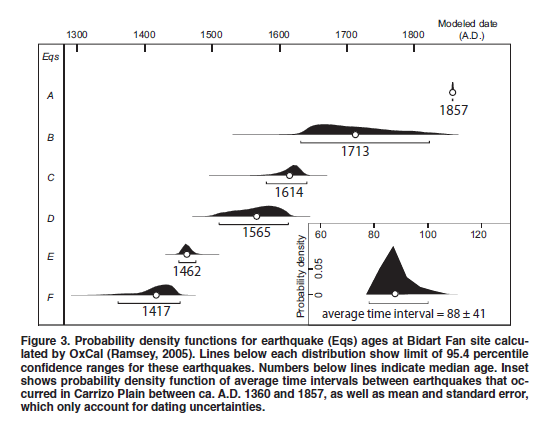 Modeled date
1300 1400 1500 1600 1700 1800 (A.D.)
Eqs
A
1857
B
1713
C
1614
D
1565
60 80 100 120
E
1462
F
1417
Probability density
0.05
0
average time interval = 88 ± 41
Figure 3. Probability density functions for earthquake (Eqs) ages at Bidart Fan site calcu-
lated by OxCal (Ramsey, 2005). Lines below each distribution show limit of 95.4 percentile
confidence ranges for these earthquakes. Numbers below lines indicate median age. Inset
shows probability density function of average time intervals between earthquakes that oc-
curred in Carrizo Plain between ca. A.D. 1360 and 1857, as well as mean and standard error,
which only account for dating uncertainties.